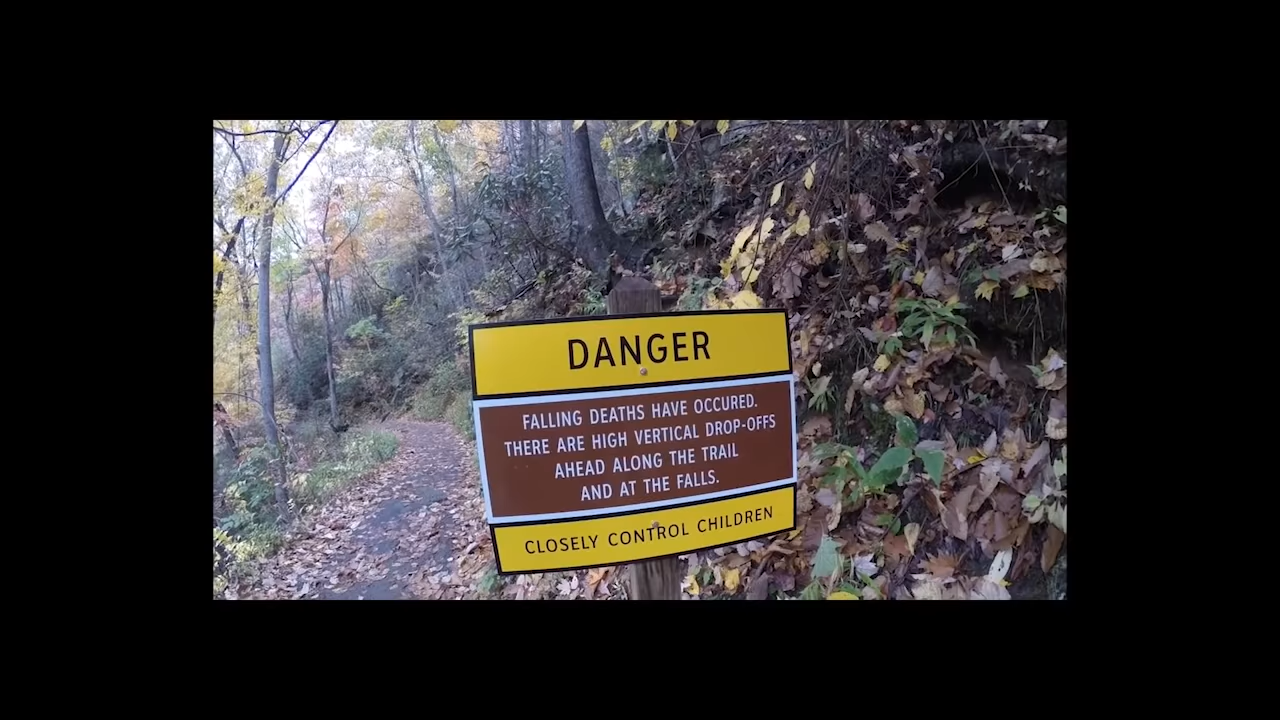 DANGER
FALLING DEATHS HAVE OCCURED.
THERE ARE HIGH VERTICAL DROP-OFFS
AHEAD ALONG THE TRAIL
AND AT THE FALLS.
CLOSELY CONTROL CHILDREN